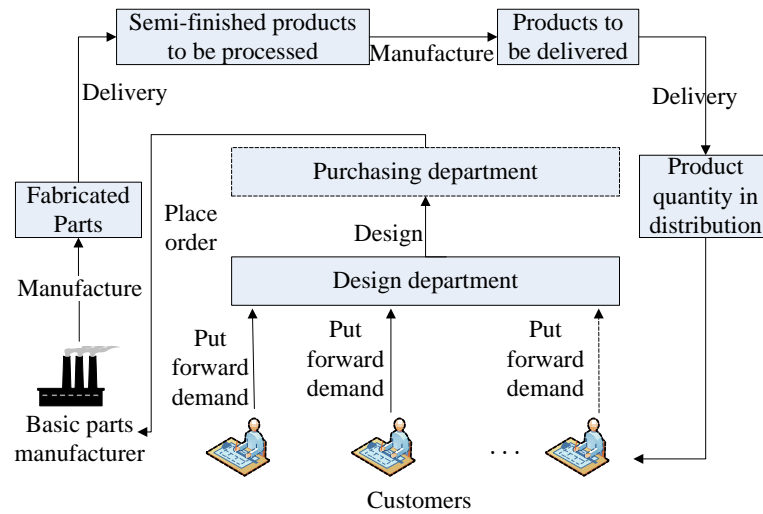 Semi-finished products
to be processed
Manufacture
Products to
be delivered
Delivery
Delivery
Purchasing department
Product
quantity in
distribution
Fabricated
Parts
Place
order
Design
Design department
Manufacture
Put
forward
demand
Put
forward
demand
Put
forward
demand
Basic parts
manufacturer
...
Customers